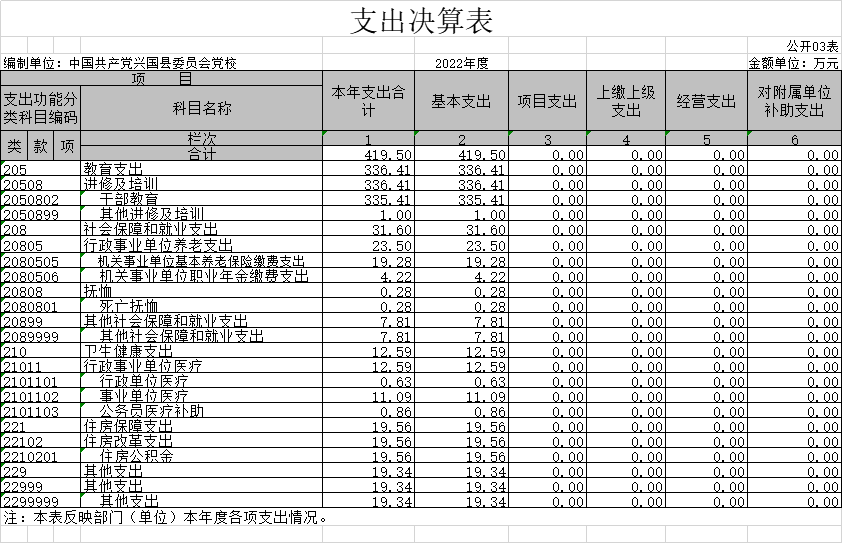 支出决算表
公开03表
编制单位：中国共产党兴国县委员会党校 2022年度 金额单位：万元
项 目 本年支出合计 基本支出 项目支出 上缴上级支出 经营支出 对附属单位补助支出
支出功能分类科目编码 科目名称
类 款 项 栏次 1 2 3 4 5 6
合计 419.50 419.50 0.00 0.00 0.00 0.00
205 教育支出 336.41 336.41 0.00 0.00 0.00 0.00
20508 进修及培训 336.41 336.41 0.00 0.00 0.00 0.00
2050802 干部教育 335.41 335.41 0.00 0.00 0.00 0.00
2050899 其他进修及培训 1.00 1.00 0.00 0.00 0.00 0.00
208 社会保障和就业支出 31.60 31.60 0.00 0.00 0.00 0.00
20805 行政事业单位养老支出 23.50 23.50 0.00 0.00 0.00 0.00
2080505 机关事业单位基本养老保险缴费支出 19.28 19.28 0.00 0.00 0.00 0.00
2080506 机关事业单位职业年金缴费支出 4.22 4.22 0.00 0.00 0.00 0.00
20808 抚恤 0.28 0.28 0.00 0.00 0.00 0.00
2080801 死亡抚恤 0.28 0.28 0.00 0.00 0.00 0.00
20899 其他社会保障和就业支出 7.81 7.81 0.00 0.00 0.00 0.00
2089999 其他社会保障和就业支出 7.81 7.81 0.00 0.00 0.00 0.00
210 卫生健康支出 12.59 12.59 0.00 0.00 0.00 0.00
21011 行政事业单位医疗 12.59 12.59 0.00 0.00 0.00 0.00
2101101 行政单位医疗 0.63 0.63 0.00 0.00 0.00 0.00
2101102 事业单位医疗 11.09 11.09 0.00 0.00 0.00 0.00
2101103 公务员医疗补助 0.86 0.86 0.00 0.00 0.00 0.00
221 住房保障支出 19.56 19.56 0.00 0.00 0.00 0.00
22102 住房改革支出 19.56 19.56 0.00 0.00 0.00 0.00
2210201 住房公积金 19.56 19.56 0.00 0.00 0.00 0.00
229 其他支出 19.34 19.34 0.00 0.00 0.00 0.00
22999 其他支出 19.34 19.34 0.00 0.00 0.00 0.00
2299999 其他支出 19.34 19.34 0.00 0.00 0.00 0.00
注：本表反映部门（单位）本年度各项支出情况。